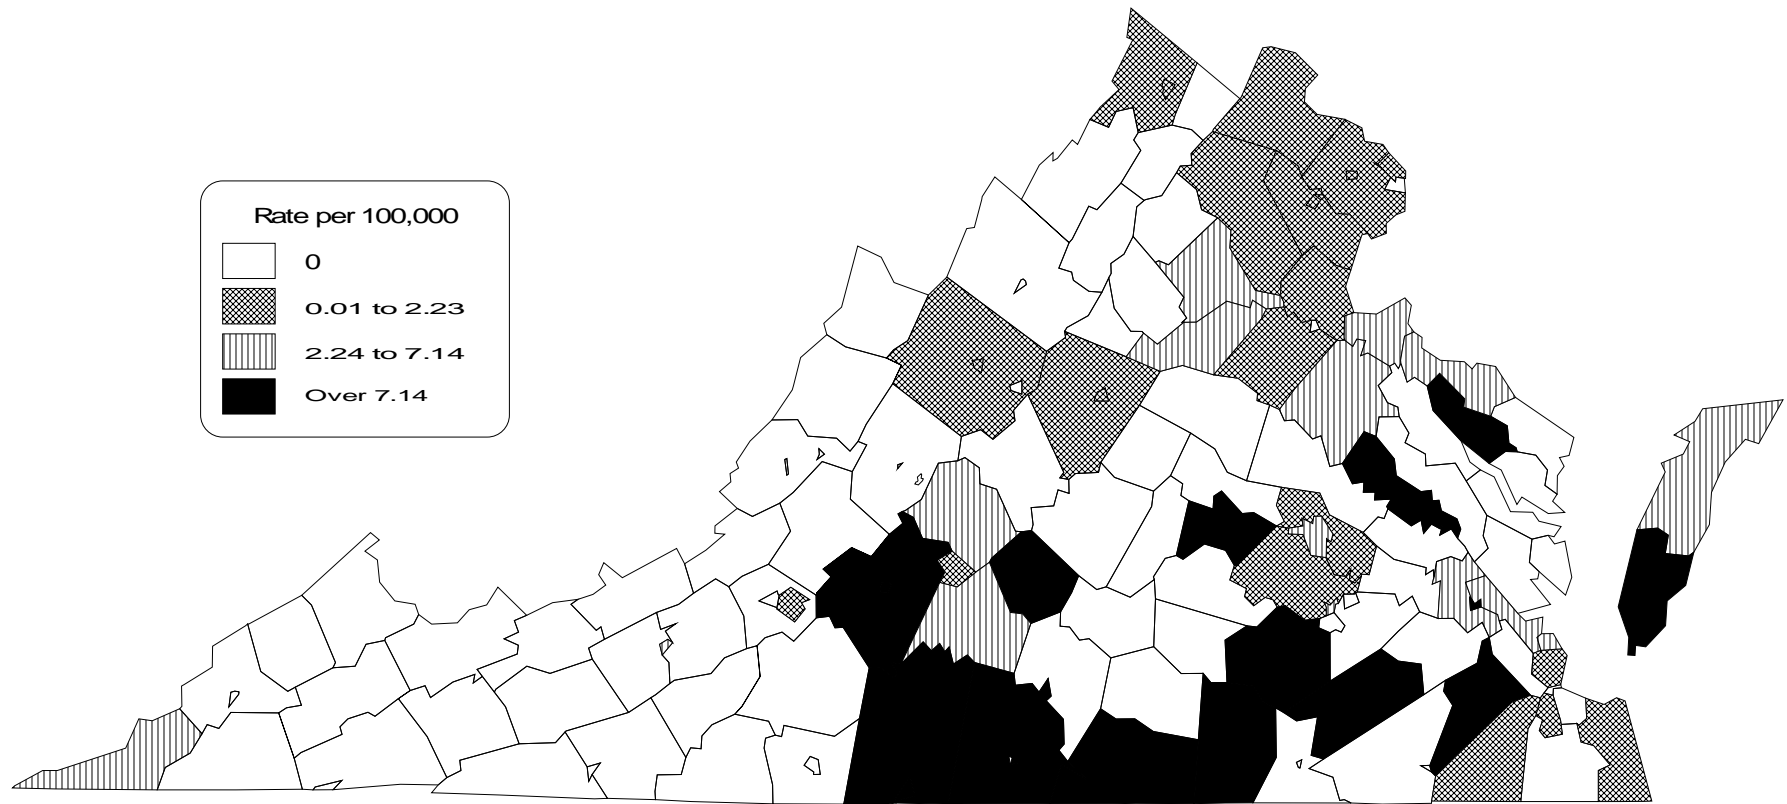 Rate per 100,000
0
0.01 to 2.23
2.24 to 7.14
Over 7.14